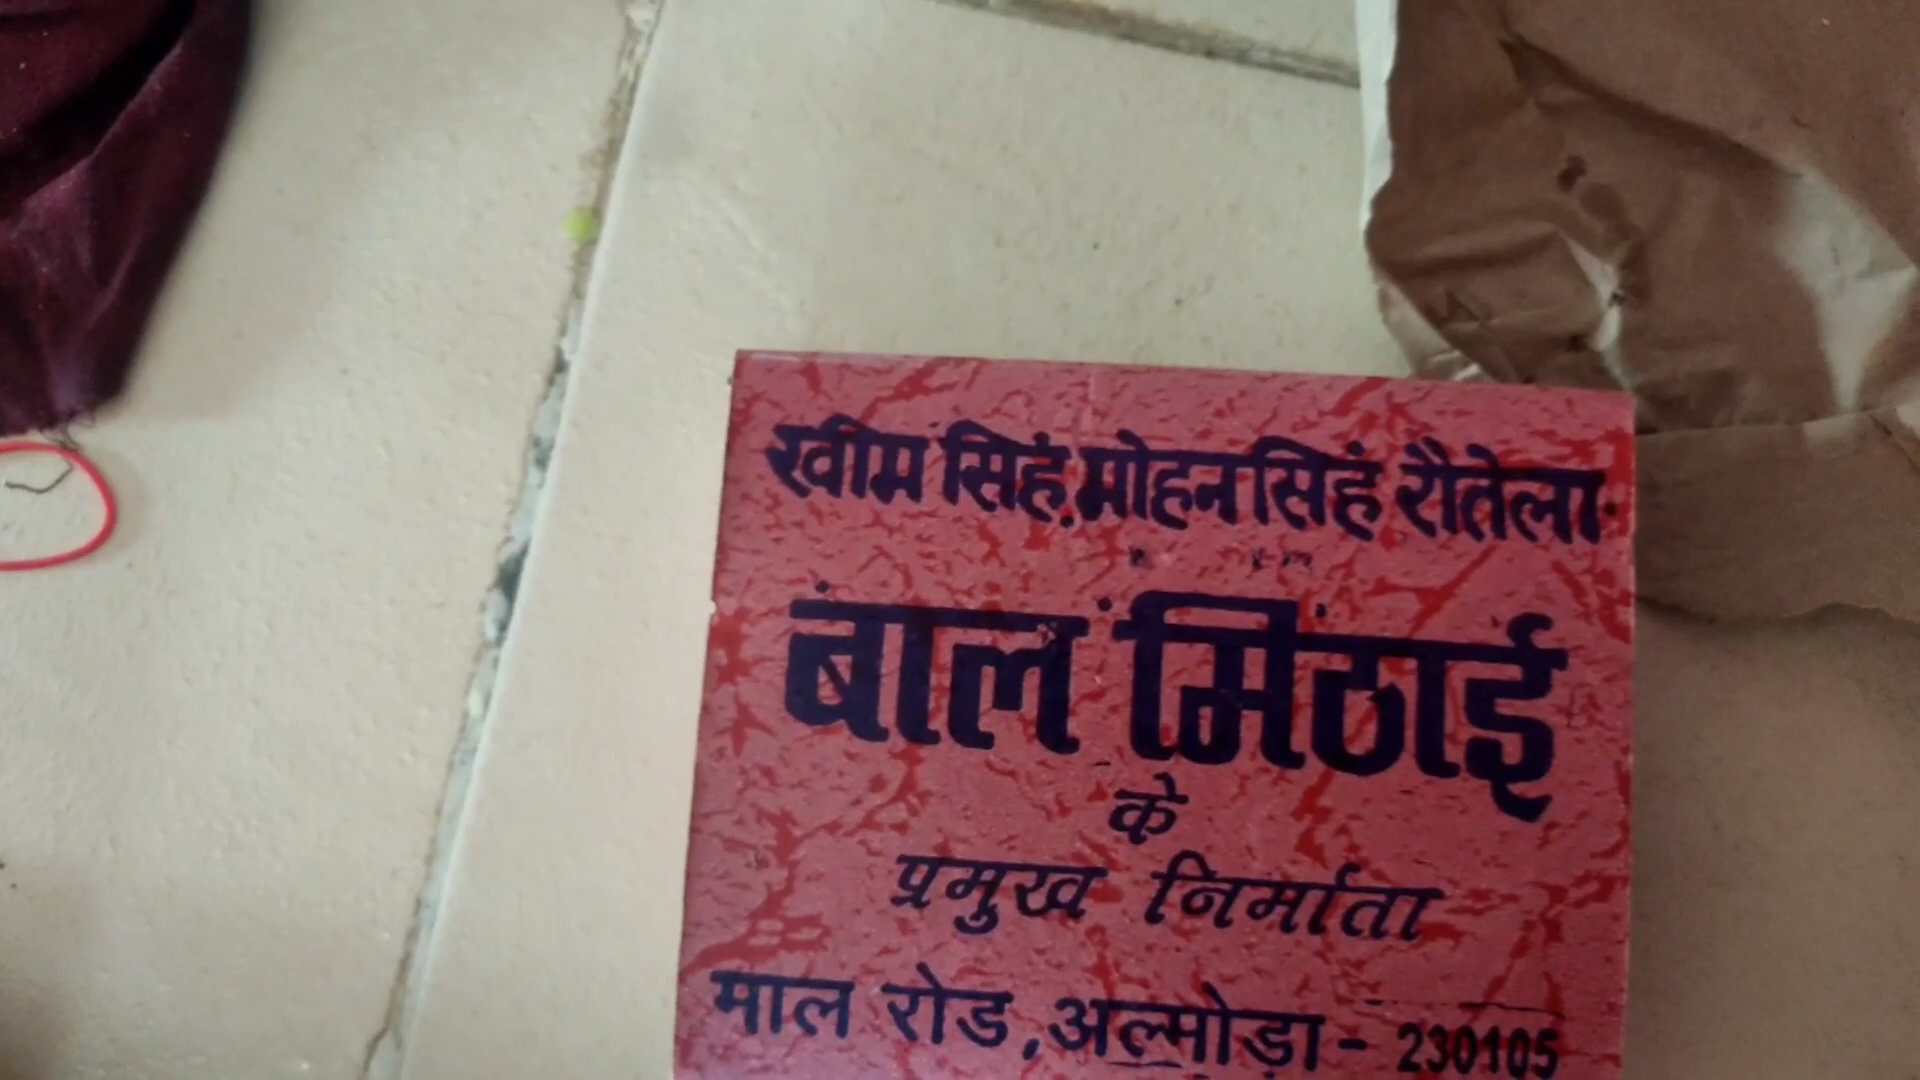 खीम सिहं मोहन सिहं रौतेला
बाल मिठाई
के
प्रमुख निर्माता
माल रोड, अल्मोड़ा - 230105